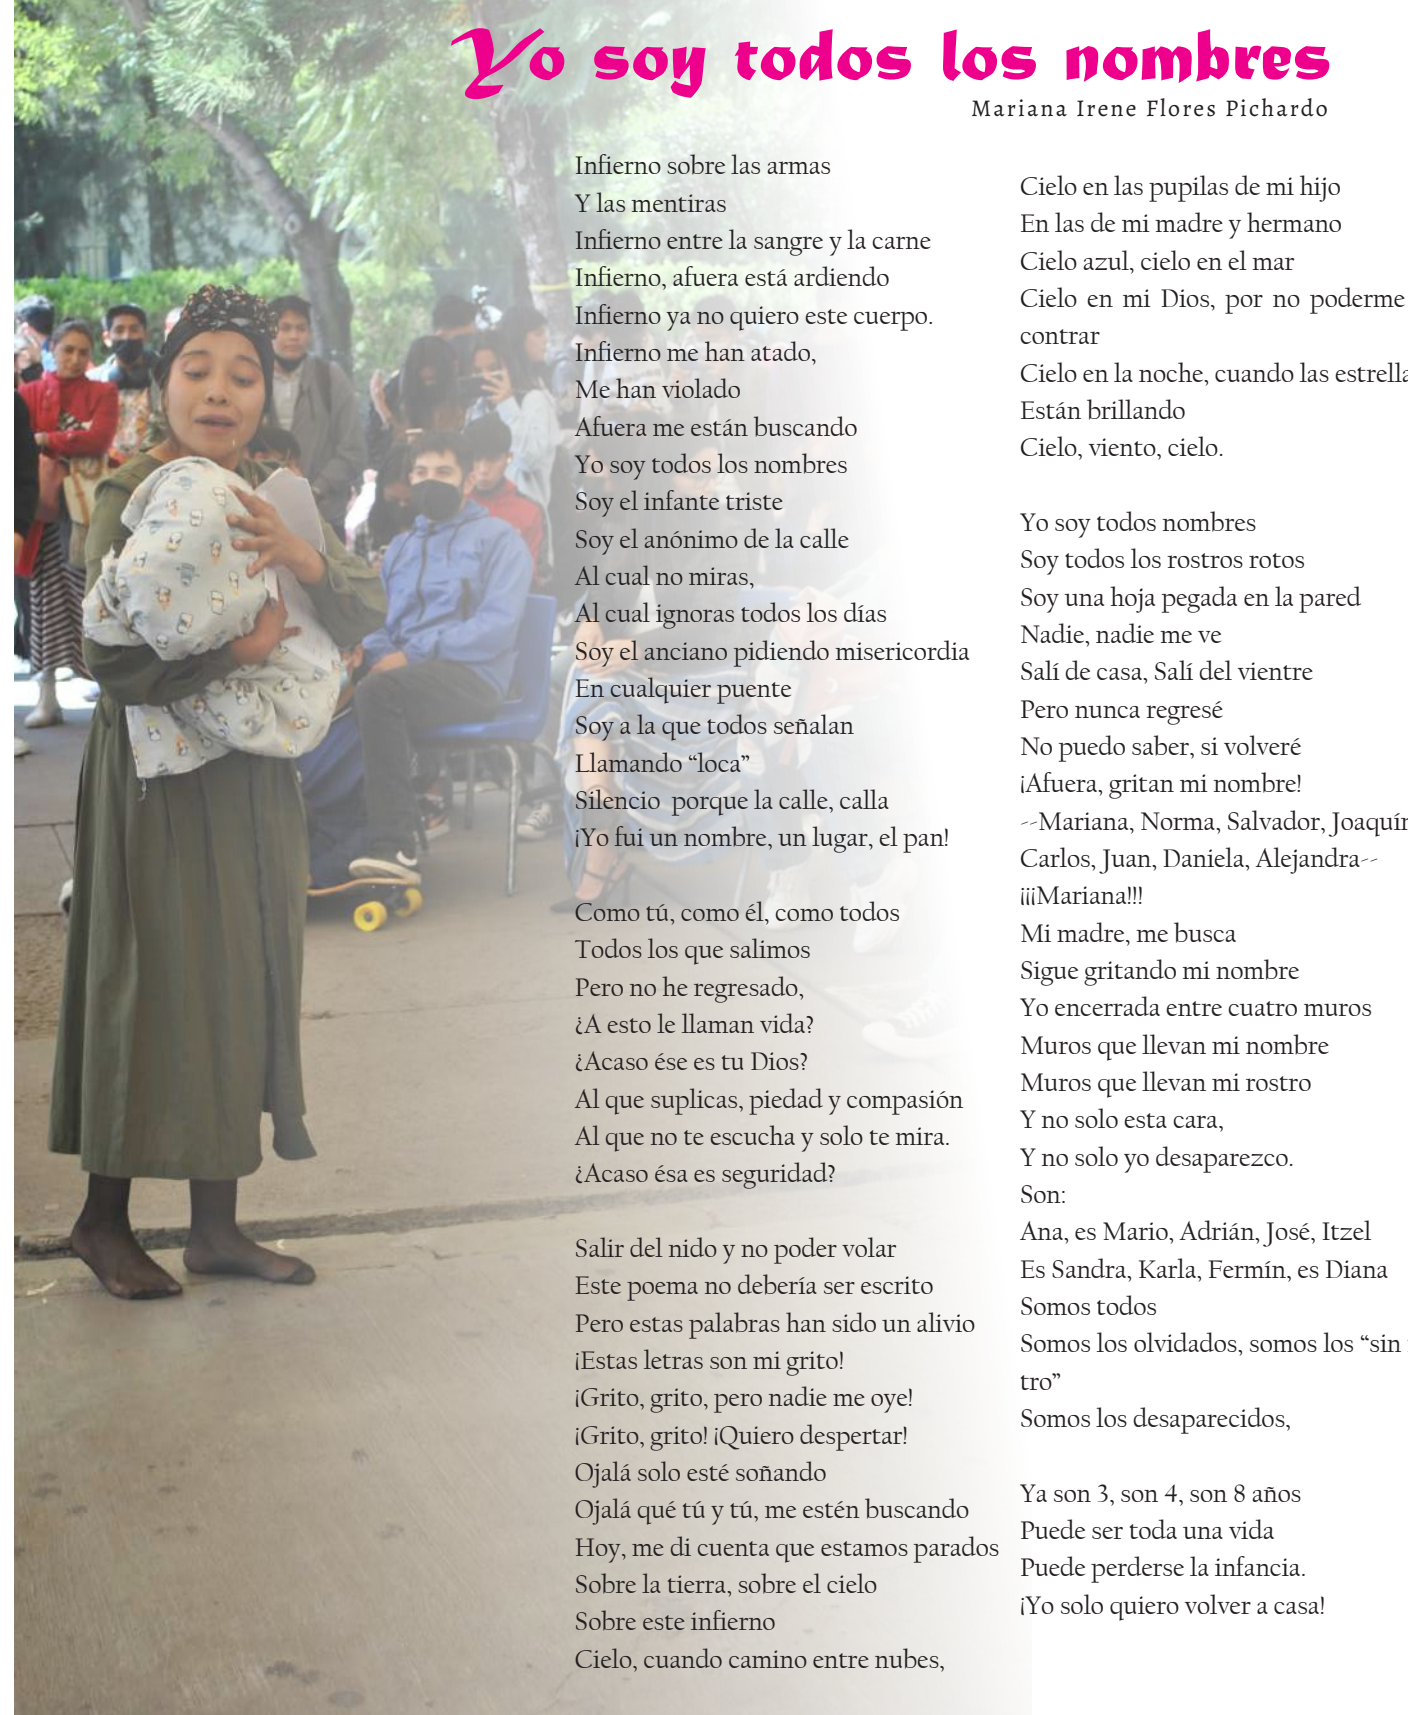 Yo soy todos los nombres
Mariana Irene Flores Pichardo
Infierno sobre las armas
Y las mentiras
Infierno entre la sangre y la carne
Infierno, afuera está ardiendo
Infierno ya no quiero este cuerpo.
Infierno me han atado,
Me han violado
Afuera me están buscando
Yo soy todos los nombres
Soy el infante triste
Soy el anónimo de la calle
Al cual no miras,
Al cual ignoras todos los días
Soy el anciano pidiendo misericordia
En cualquier puente
Soy a la que todos señalan
Llamando “loca”
Silencio porque la calle, calla
¡Yo fui un nombre, un lugar, el pan!
Como tú, como él, como todos
Todos los que salimos
Pero no he regresado,
¿A esto le llaman vida?
¿Acaso ése es tu Dios?
Al que suplicas, piedad y compasión
Al que no te escucha y solo te mira.
¿Acaso ésa es seguridad?
Salir del nido y no poder volar
Este poema no debería ser escrito
Pero estas palabras han sido un alivio
¡Estas letras son mi grito!
¡Grito, grito, pero nadie me oye!
¡Grito, grito! ¡Quiero despertar!
Ojalá solo esté soñando
Ojalá qué tú y tú, me estén buscando
Hoy, me di cuenta que estamos parados
Sobre la tierra, sobre el cielo
Sobre este infierno
Cielo, cuando camino entre nubes,
Cielo en las pupilas de mi hijo
En las de mi madre y hermano
Cielo azul, cielo en el mar
Cielo en mi Dios, por no poderme
contrar
Cielo en la noche, cuando las
Están brillando
Cielo, viento, cielo.
Yo soy todos nombres
Soy todos los rostros rotos
Soy una hoja pegada en la pared
Nadie, nadie me ve
Salí de casa, Salí del vientre
Pero nunca regresé
No puedo saber, si volveré
¡Afuera, gritan mi nombre!
--Mariana, Norma, Salvador,
Carlos, Juan, Daniela, Alejandra--
¡¡¡Mariana!!!
Mi madre, me busca
Sigue gritando mi nombre
Yo encerrada entre cuatro muros
Muros que llevan mi nombre
Muros que llevan mi rostro
Y no solo esta cara,
Y no solo yo desaparezco.
Son:
Ana, es Mario, Adrián, José, Itzel
Es Sandra, Karla, Fermín, es Diana
Somos todos
Somos los olvidados, somos los “sin
tro”
Somos los desaparecidos,
Ya son 3, son 4, son 8 años
Puede ser toda una vida
Puede perderse la infancia.
¡Yo solo quiero volver a casa!